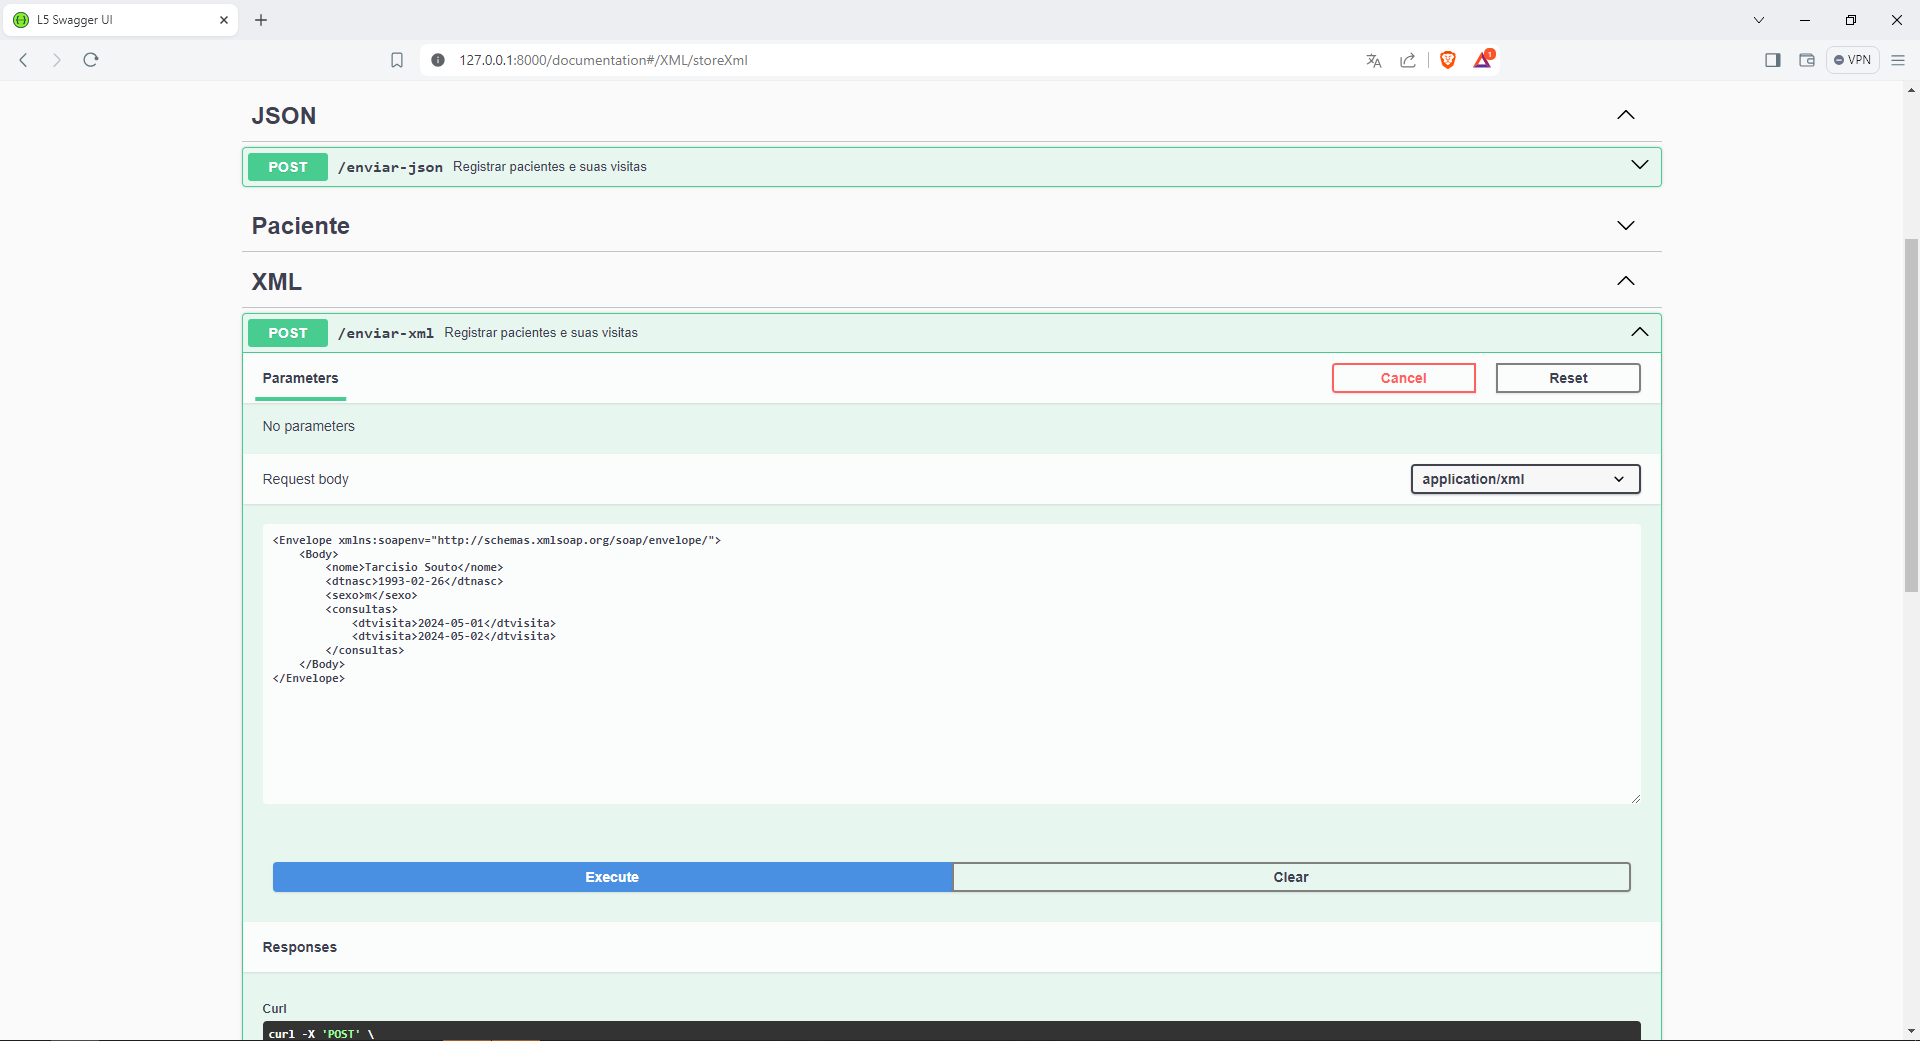 L5 Swagger UI
127.0.0.1:8000/documentation#/XML/storeXml
1
VPN
JSON
POST /enviar-json Registrar pacientes e suas visitas
Paciente
XML
POST /enviar-xml Registrar pacientes e suas visitas
Parameters
Cancel
Reset
No parameters
Request body
application/xml
<Envelope xmlns:soapenv="http://schemas.xmlsoap.org/soap/envelope/">
    <Body>
        <nome>Tarcisio Souto</nome>
        <dtnasc>1993-02-26</dtnasc>
        <sexo>m</sexo>
        <consultas>
            <dtvisita>2024-05-01</dtvisita>
            <dtvisita>2024-05-02</dtvisita>
        </consultas>
    </Body>
</Envelope>
Execute
Clear
Responses
Curl
curl -X 'POST' \